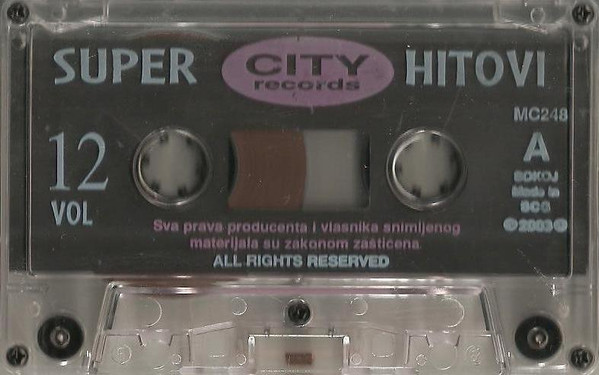 SUPER CITY HITOVI
records
MC248
12 A
VOL
SOKOJ
Made in
SCG
℗2003©
Sva prava producenta i vlasnika snimljenog
materijala su zakonom zaštićena.
ALL RIGHTS RESERVED